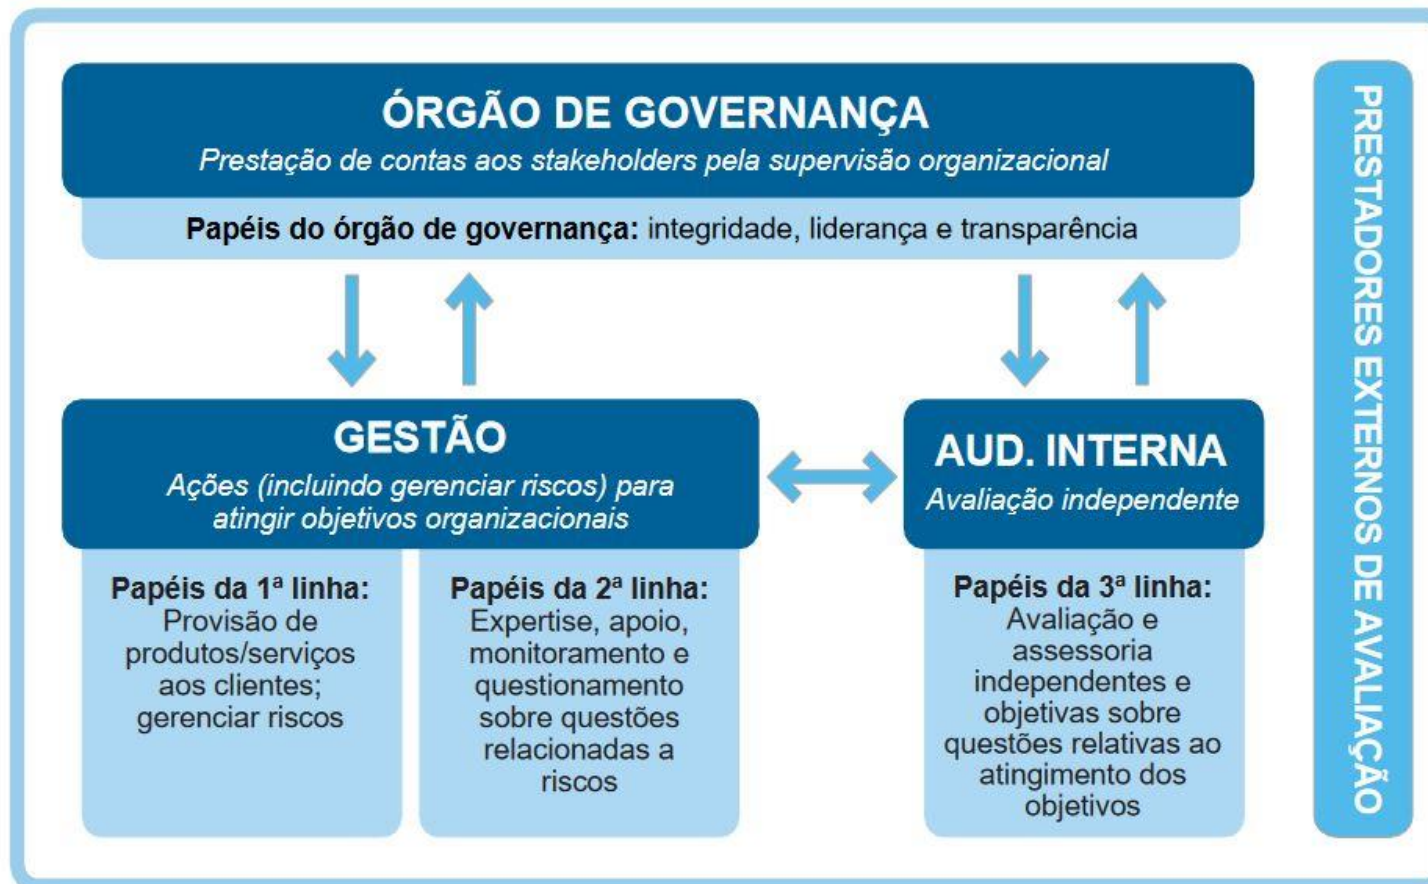 ÓRGÃO DE GOVERNANÇA
Prestação de contas aos stakeholders pela supervisão organizacional
Papéis do órgão de governança: integridade, liderança e transparência
GESTÃO
Ações (incluindo gerenciar riscos) para
atingir objetivos organizacionais
Papéis da 1ª linha:
Provisão de
produtos/serviços
aos clientes;
gerenciar riscos
Papéis da 2ª linha:
Expertise, apoio,
monitoramento e
questionamento
sobre questões
relacionadas a
riscos
AUD. INTERNA
Avaliação independente
Papéis da 3ª linha:
Avaliação e
assessoria
independentes e
objetivas sobre
questões relativas ao
atingimento dos
objetivos
PRESTADORES EXTERNOS DE AVALIAÇÃO